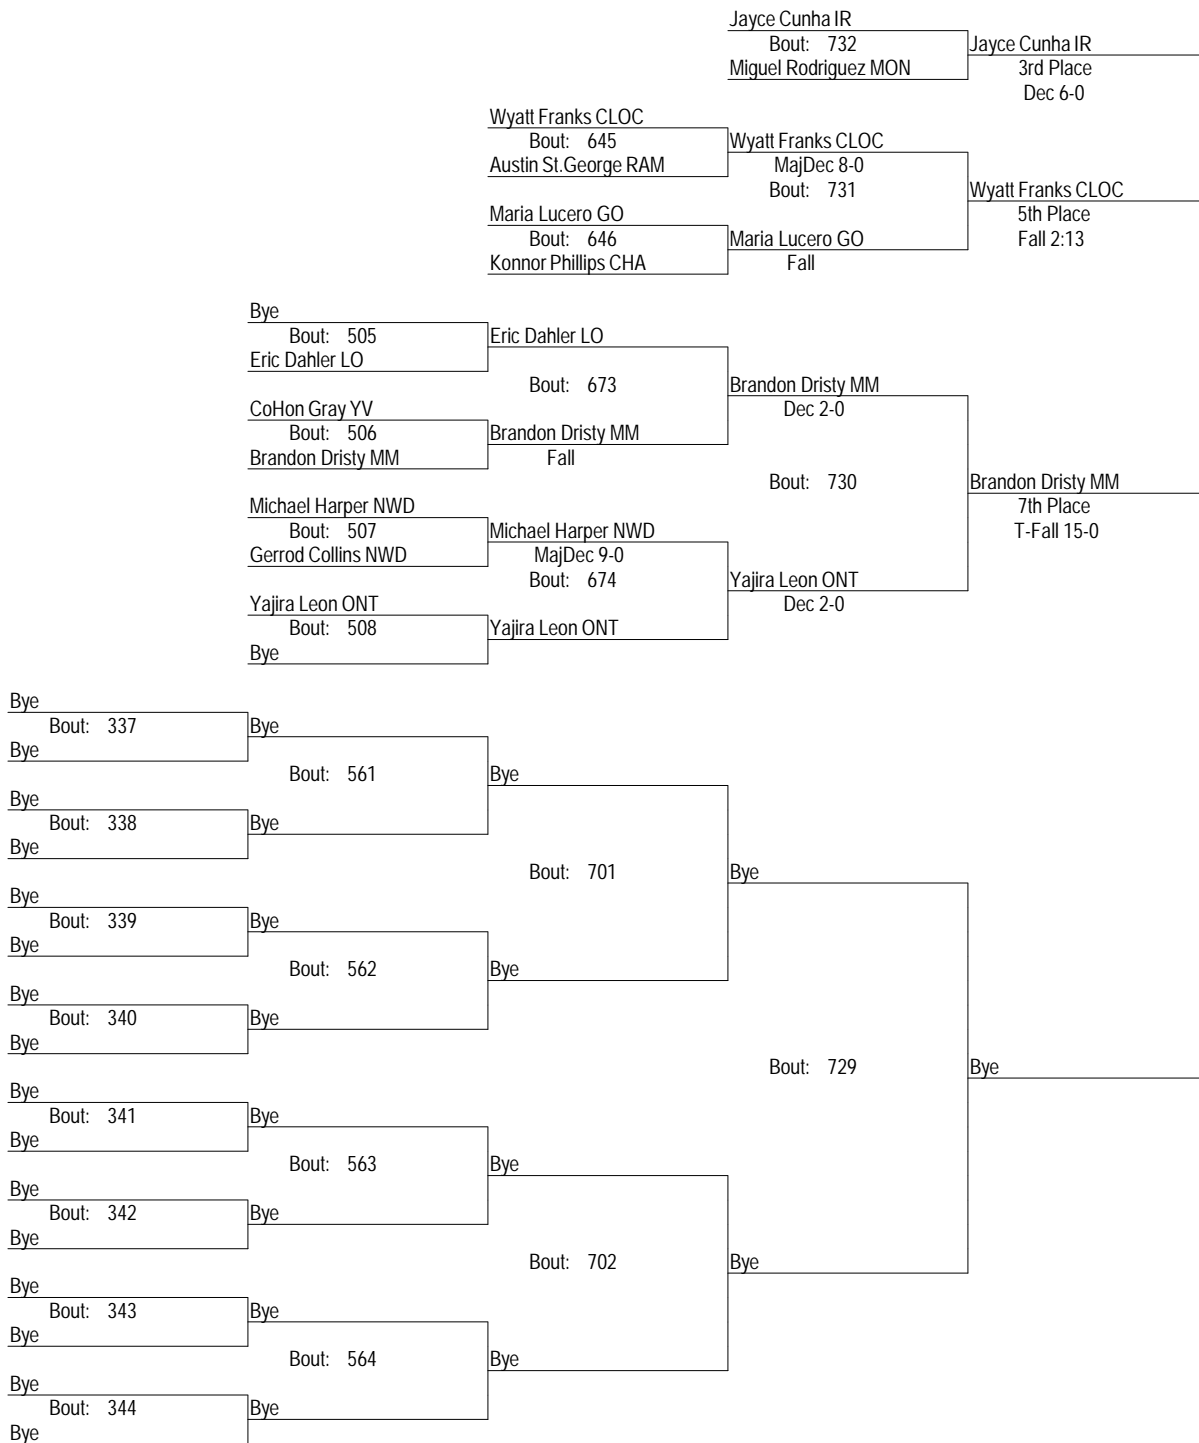 Jayce Cunha IR
Bout: 732
Miguel Rodriguez MON
Jayce Cunha IR
3rd Place
Dec 6-0
Wyatt Franks CLOC
Bout: 645
Austin St.George RAM
Wyatt Franks CLOC
MajDec 8-0
Bout: 731
Wyatt Franks CLOC
5th Place
Fall 2:13
Maria Lucero GO
Bout: 646
Konnor Phillips CHA
Maria Lucero GO
Fall
Bye
Bout: 505
Eric Dahler LO
Eric Dahler LO
Bout: 673
Brandon Dristy MM
Dec 2-0
CoHon Gray YV
Bout: 506
Brandon Dristy MM
Brandon Dristy MM
Fall
Bout: 730
Brandon Dristy MM
7th Place
T-Fall 15-0
Michael Harper NWD
Bout: 507
Gerrod Collins NWD
Michael Harper NWD
MajDec 9-0
Bout: 674
Yajira Leon ONT
Dec 2-0
Yajira Leon ONT
Bout: 508
Bye
Yajira Leon ONT
Bye
Bout: 337
Bye
Bye
Bout: 561
Bye
Bye
Bout: 338
Bye
Bye
Bout: 701
Bye
Bye
Bout: 339
Bye
Bye
Bout: 562
Bye
Bye
Bout: 340
Bye
Bye
Bout: 729
Bye
Bye
Bout: 341
Bye
Bye
Bout: 563
Bye
Bye
Bout: 342
Bye
Bye
Bout: 702
Bye
Bye
Bout: 343
Bye
Bye
Bout: 564
Bye
Bye
Bout: 344
Bye
Bye